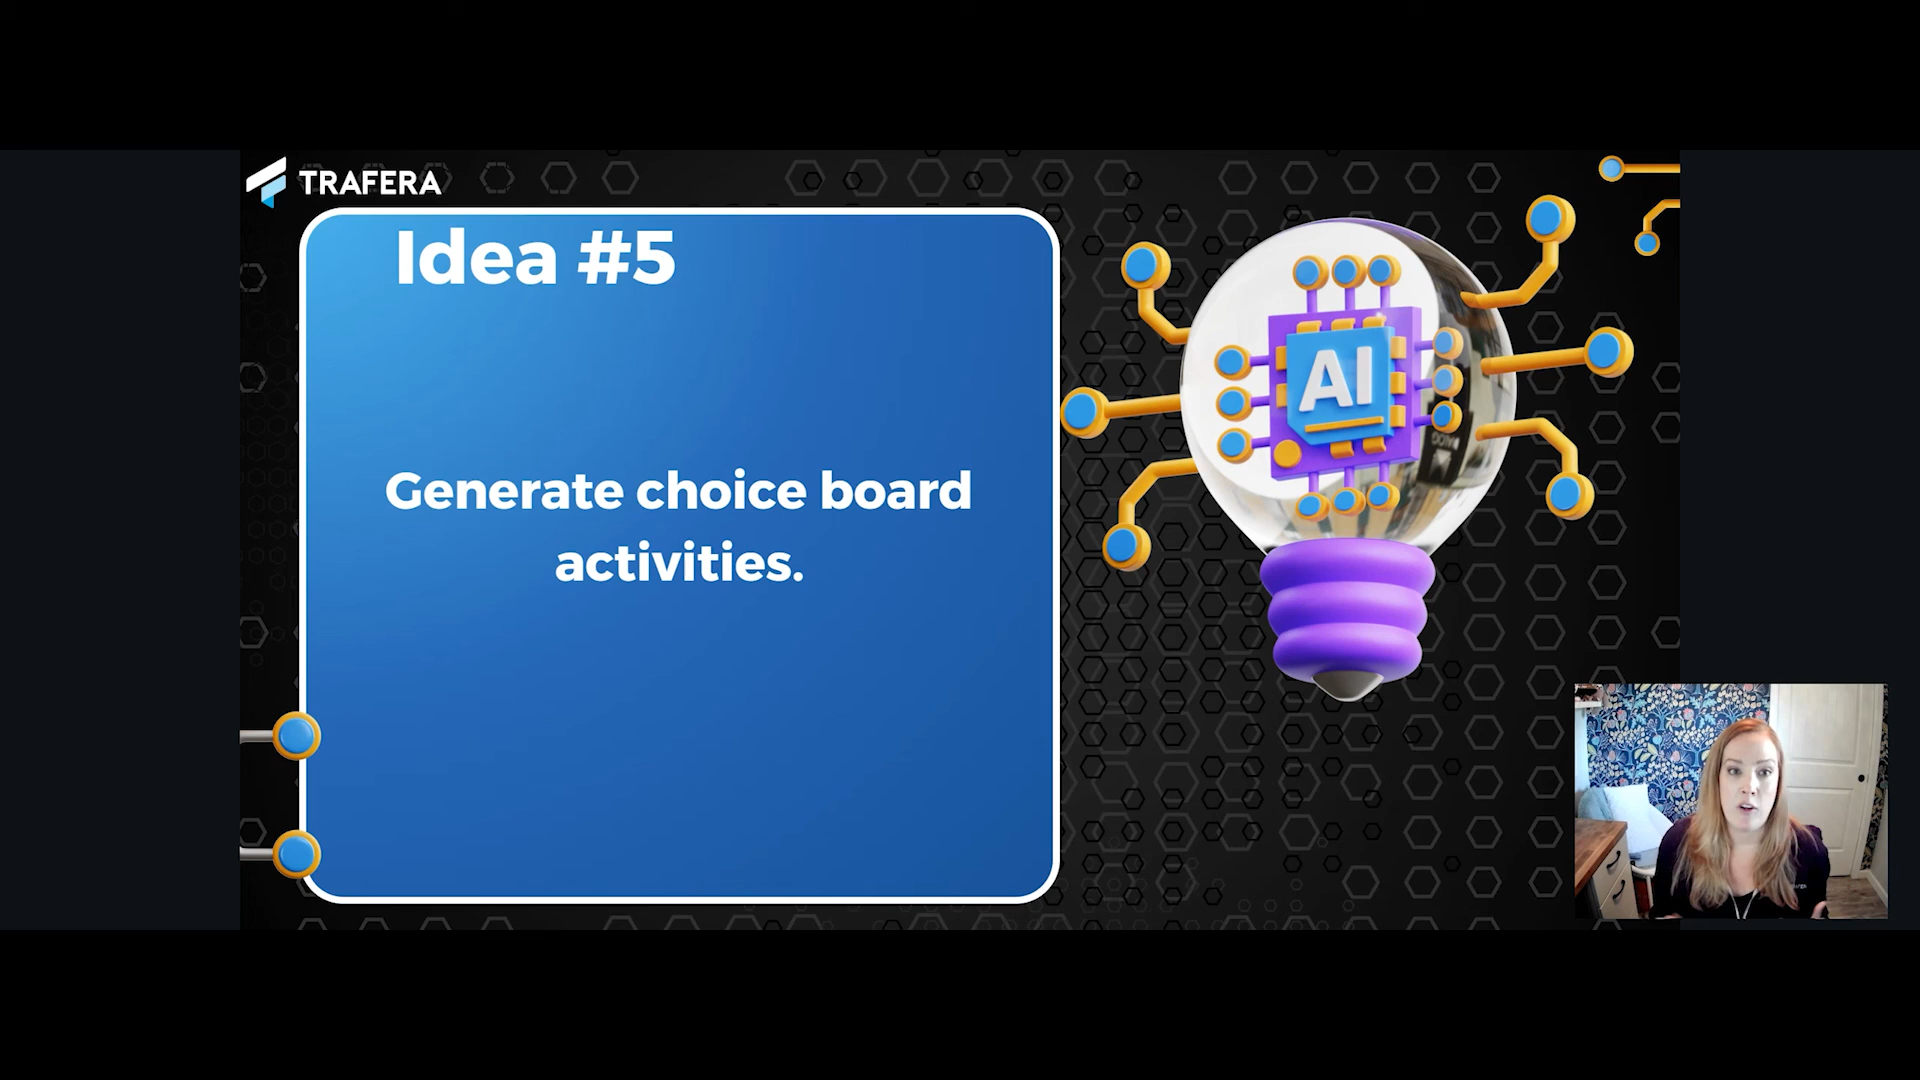 TRAFERA
Idea #5
Generate choice board
activities.
AI